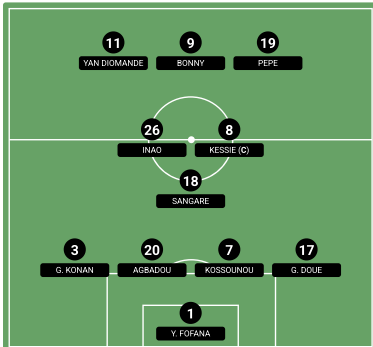 11 9 19
YAN DIOMANDE BONNY PEPE
26 8
INAO KESSIE (C)
18
SANGARE
3 20 7 17
G. KONAN AGBADOU KOSSOUNOU G. DOUE
1
Y. FOFANA